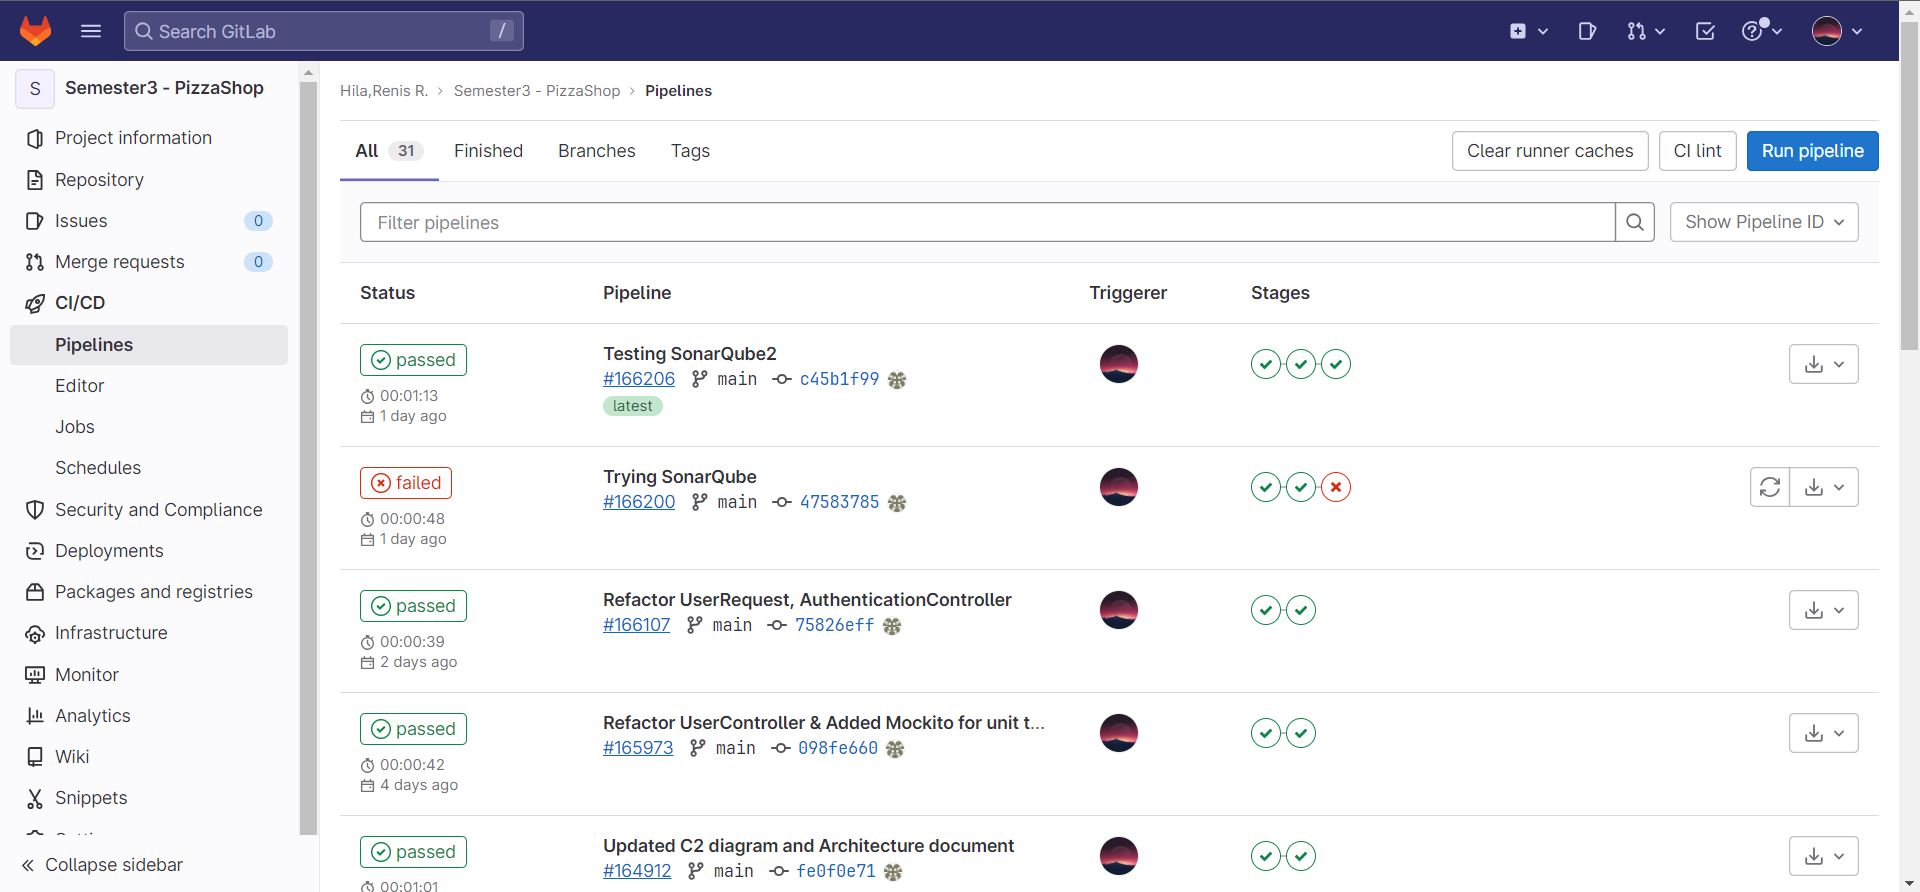 Search GitLab /
S Semester3 - PizzaShop
Project information
Repository
Issues 0
Merge requests 0
CI/CD
Pipelines
Editor
Jobs
Schedules
Security and Compliance
Deployments
Packages and registries
Infrastructure
Monitor
Analytics
Wiki
Snippets
Collapse sidebar
Hila,Renis R. › Semester3 - PizzaShop › Pipelines
All 31 Finished Branches Tags
Clear runner caches CI lint Run pipeline
Filter pipelines Show Pipeline ID
Status Pipeline Triggerer Stages
passed
00:01:13
1 day ago
Testing SonarQube2
#166206 main c45b1f99
latest
failed
00:00:48
1 day ago
Trying SonarQube
#166200 main 47583785
passed
00:00:39
2 days ago
Refactor UserRequest, AuthenticationController
#166107 main 75826eff
passed
00:00:42
4 days ago
Refactor UserController & Added Mockito for unit t...
#165973 main 098fe660
passed
00:01:01
Updated C2 diagram and Architecture document
#164912 main fe0f0e71